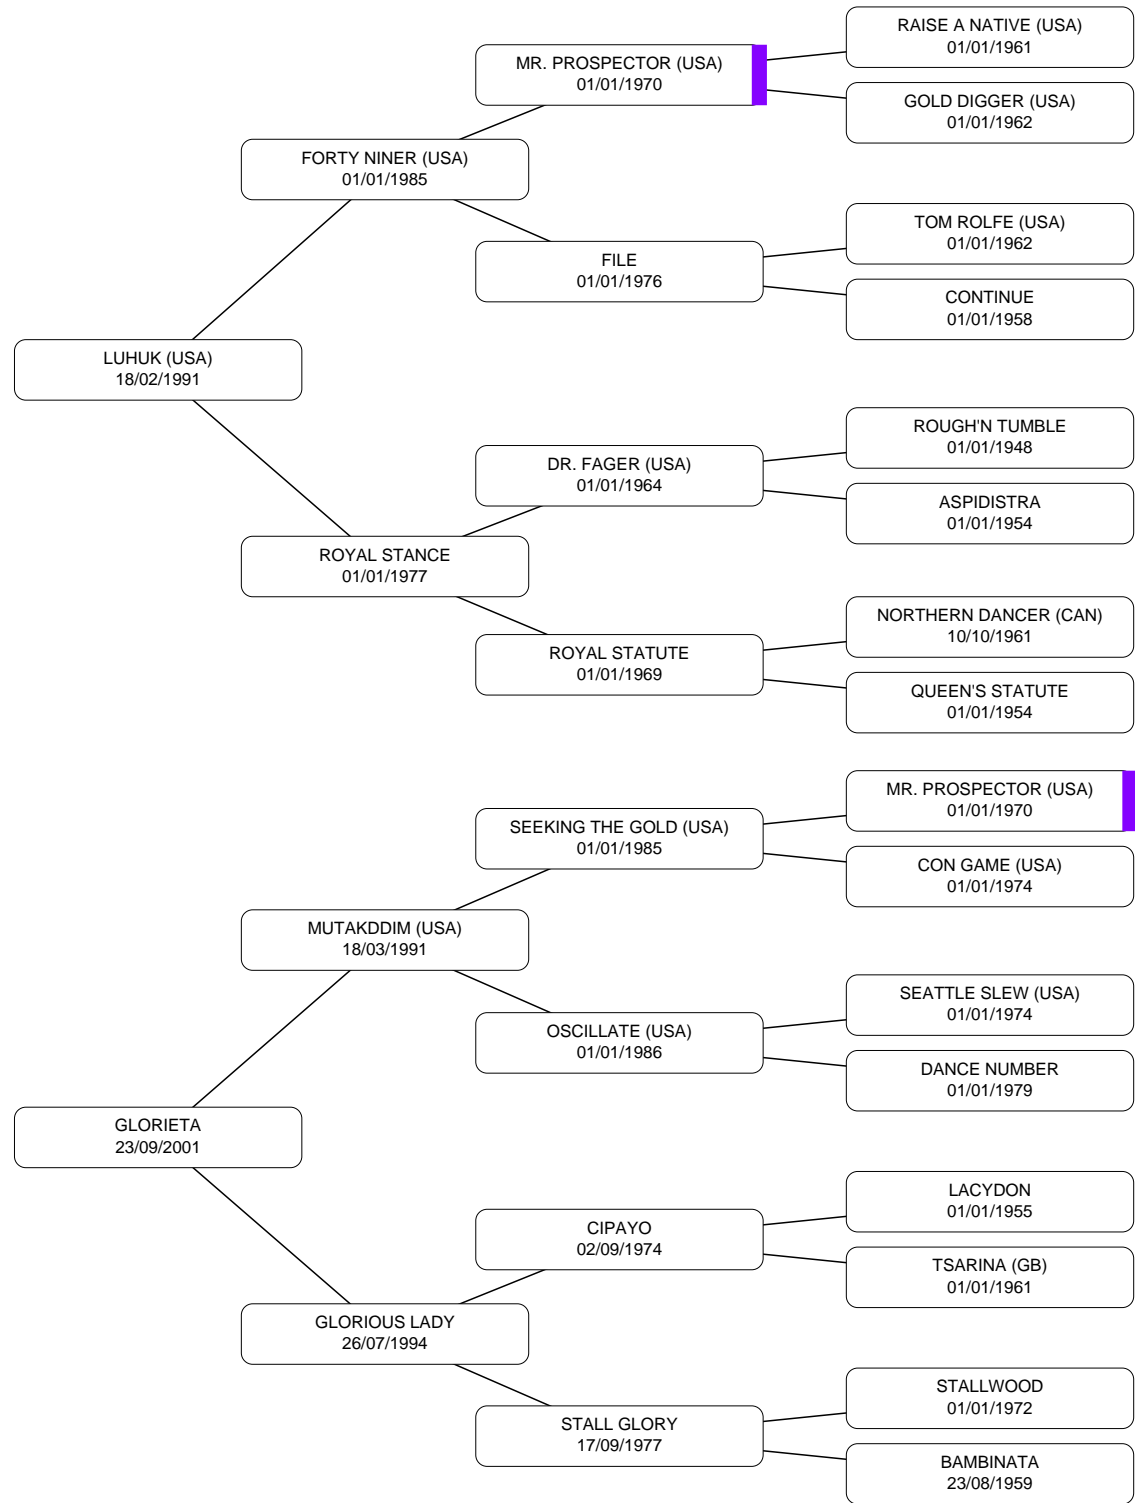 RAISE A NATIVE (USA)
01/01/1961
MR. PROSPECTOR (USA)
01/01/1970
GOLD DIGGER (USA)
01/01/1962
FORTY NINER (USA)
01/01/1985
TOM ROLFE (USA)
01/01/1962
FILE
01/01/1976
CONTINUE
01/01/1958
LUHUK (USA)
18/02/1991
ROUGH'N TUMBLE
01/01/1948
DR. FAGER (USA)
01/01/1964
ASPIDISTRA
01/01/1954
ROYAL STANCE
01/01/1977
NORTHERN DANCER (CAN)
10/10/1961
ROYAL STATUTE
01/01/1969
QUEEN'S STATUTE
01/01/1954
MR. PROSPECTOR (USA)
01/01/1970
SEEKING THE GOLD (USA)
01/01/1985
CON GAME (USA)
01/01/1974
MUTAKDDIM (USA)
18/03/1991
SEATTLE SLEW (USA)
01/01/1974
OSCILLATE (USA)
01/01/1986
DANCE NUMBER
01/01/1979
GLORIETA
23/09/2001
LACYDON
01/01/1955
CIPAYO
02/09/1974
TSARINA (GB)
01/01/1961
GLORIOUS LADY
26/07/1994
STALLWOOD
01/01/1972
STALL GLORY
17/09/1977
BAMBINATA
23/08/1959